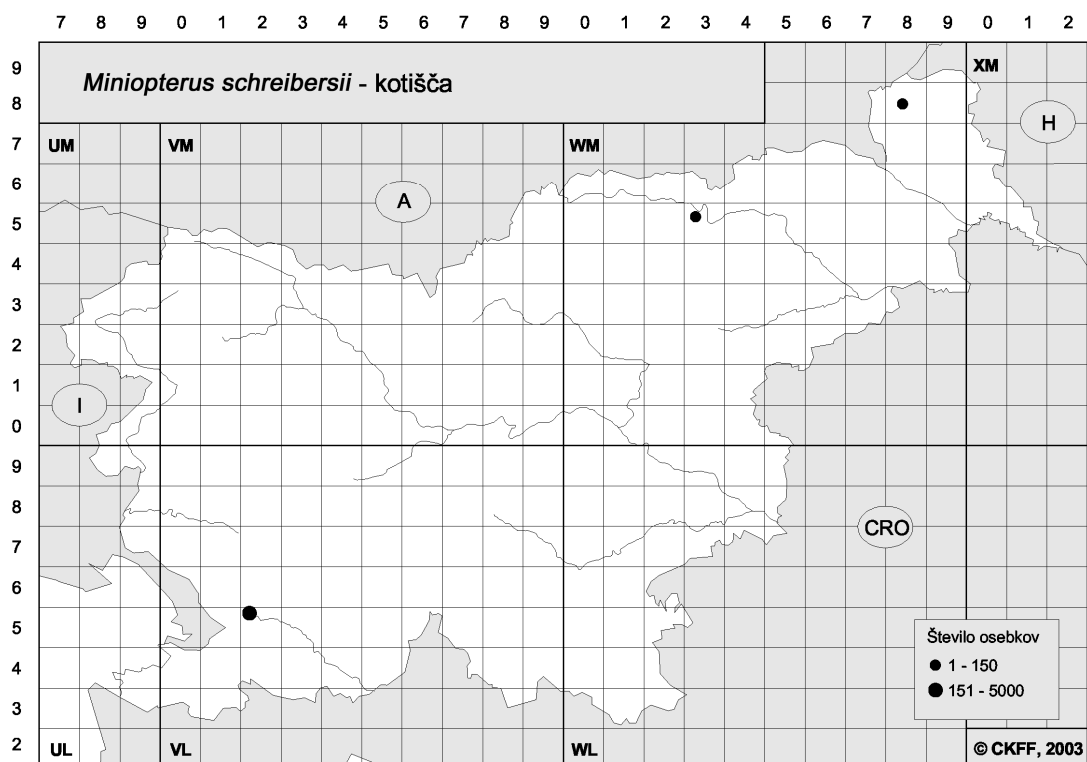 7 8 9 0 1 2 3 4 5 6 7 8 9 0 1 2 3 4 5 6 7 8 9 0 1 2
Miniopterus schreibersii - kotišča
9
8
7
6
5
4
3
2
1
0
9
8
7
6
5
4
3
2
XM
H
UM
VM
WM
A
I
CRO
Število osebkov
1 - 150
151 - 5000
UL
VL
WL
© CKFF, 2003